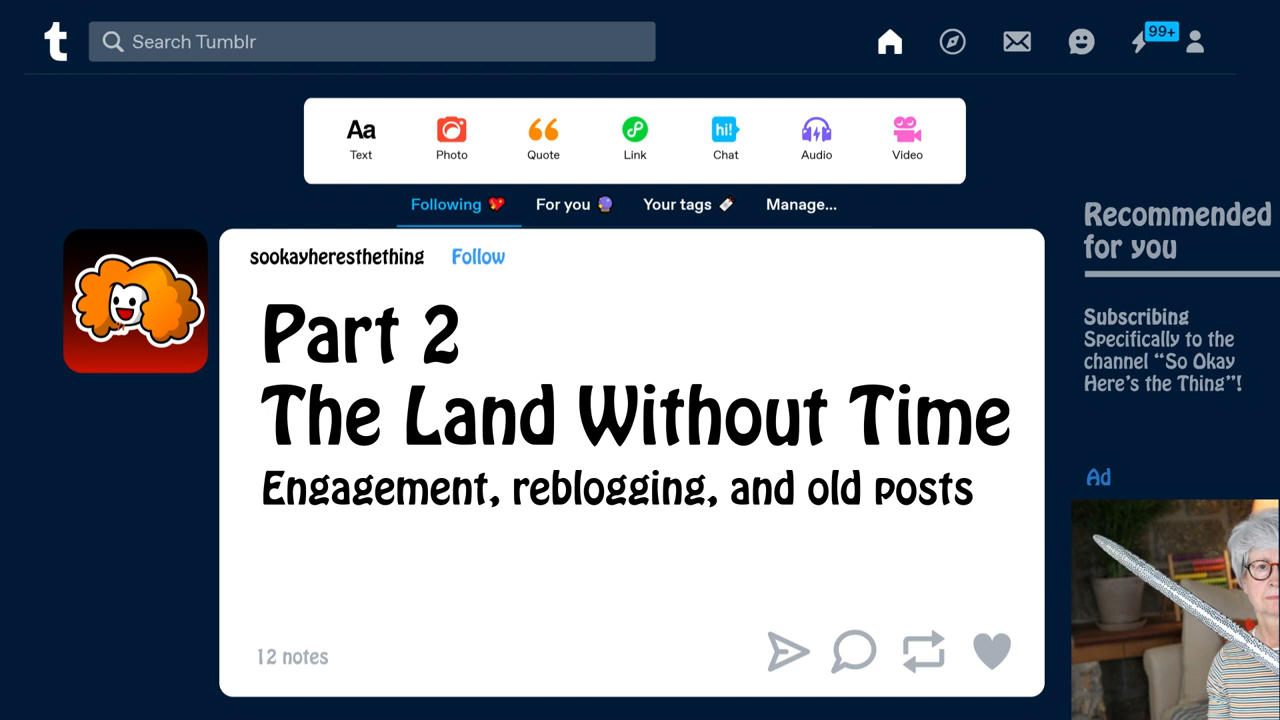 t
Search Tumblr
99+
Aa
hi!
Text
Photo
Quote
Link
Chat
Audio
Video
Following
For you
Your tags
Manage...
sookayheresthething
Follow
Part 2
The Land Without Time
Engagement, reblogging, and old posts
12 notes
Recommended
for you
Subscribing
Specifically to the
channel “So Okay
Here’s the Thing”!
Ad